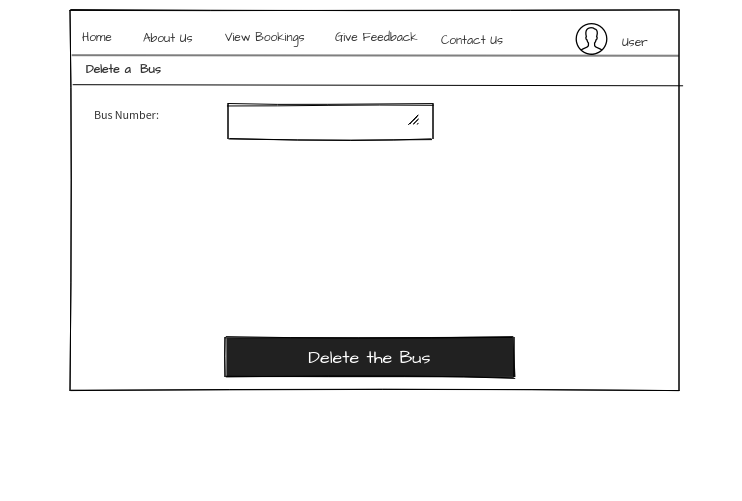 Home About Us View Bookings Give Feedback Contact Us User
Delete a Bus
Bus Number:
Delete the Bus